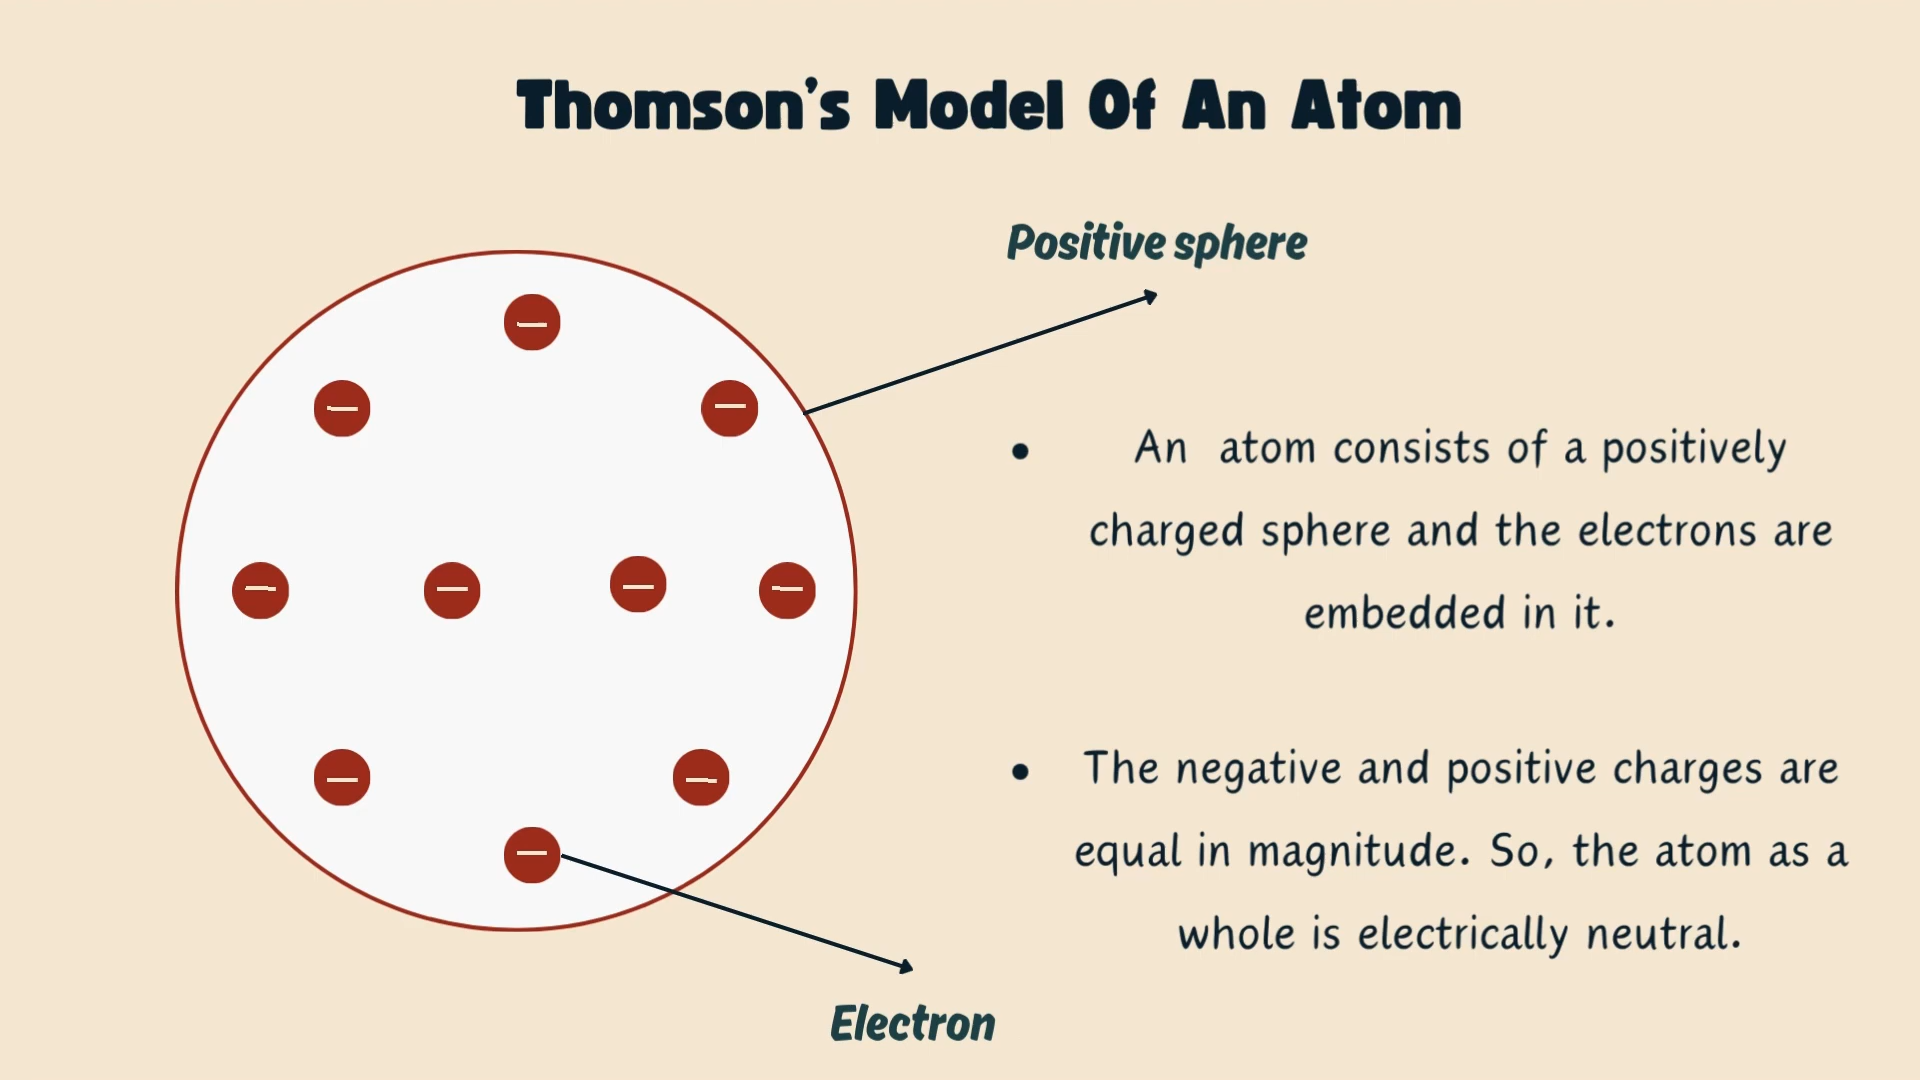 Thomson's Model Of An Atom
Positive sphere
• An atom consists of a positively
charged sphere and the electrons are
embedded in it.
• The negative and positive charges are
equal in magnitude. So, the atom as a
whole is electrically neutral.
Electron